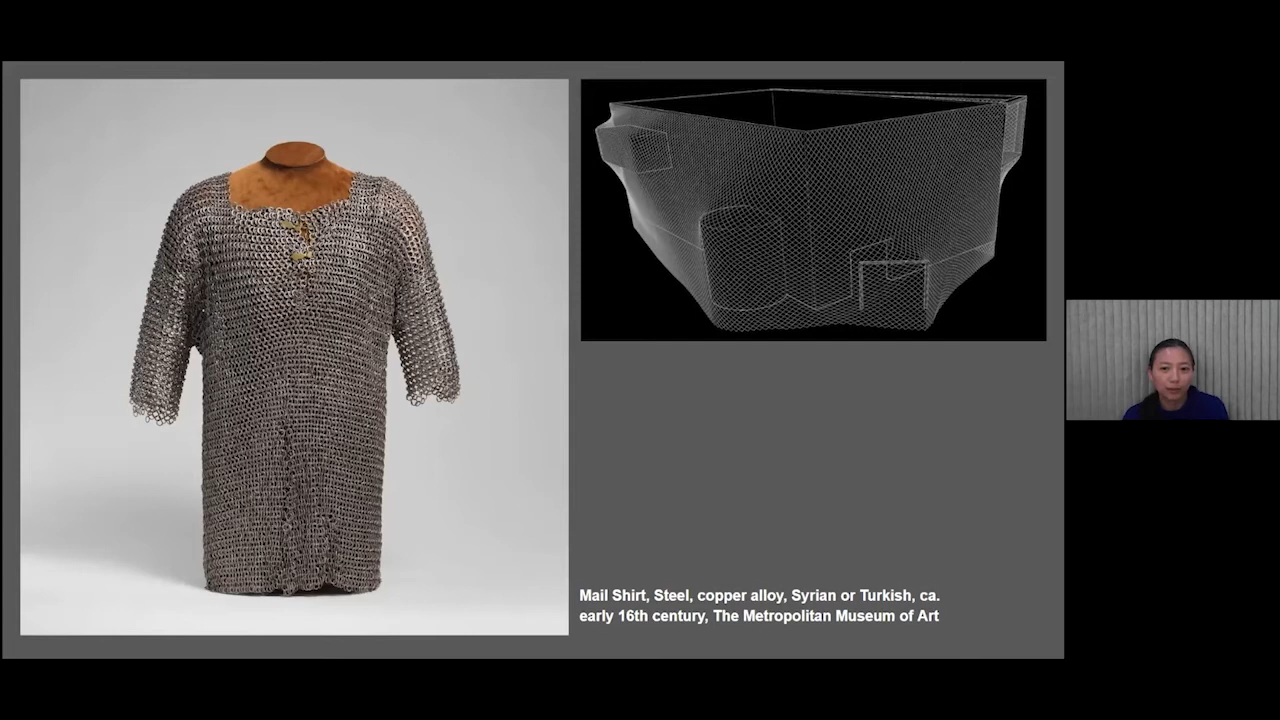 Mail Shirt, Steel, copper alloy, Syrian or Turkish, ca.
early 16th century, The Metropolitan Museum of Art